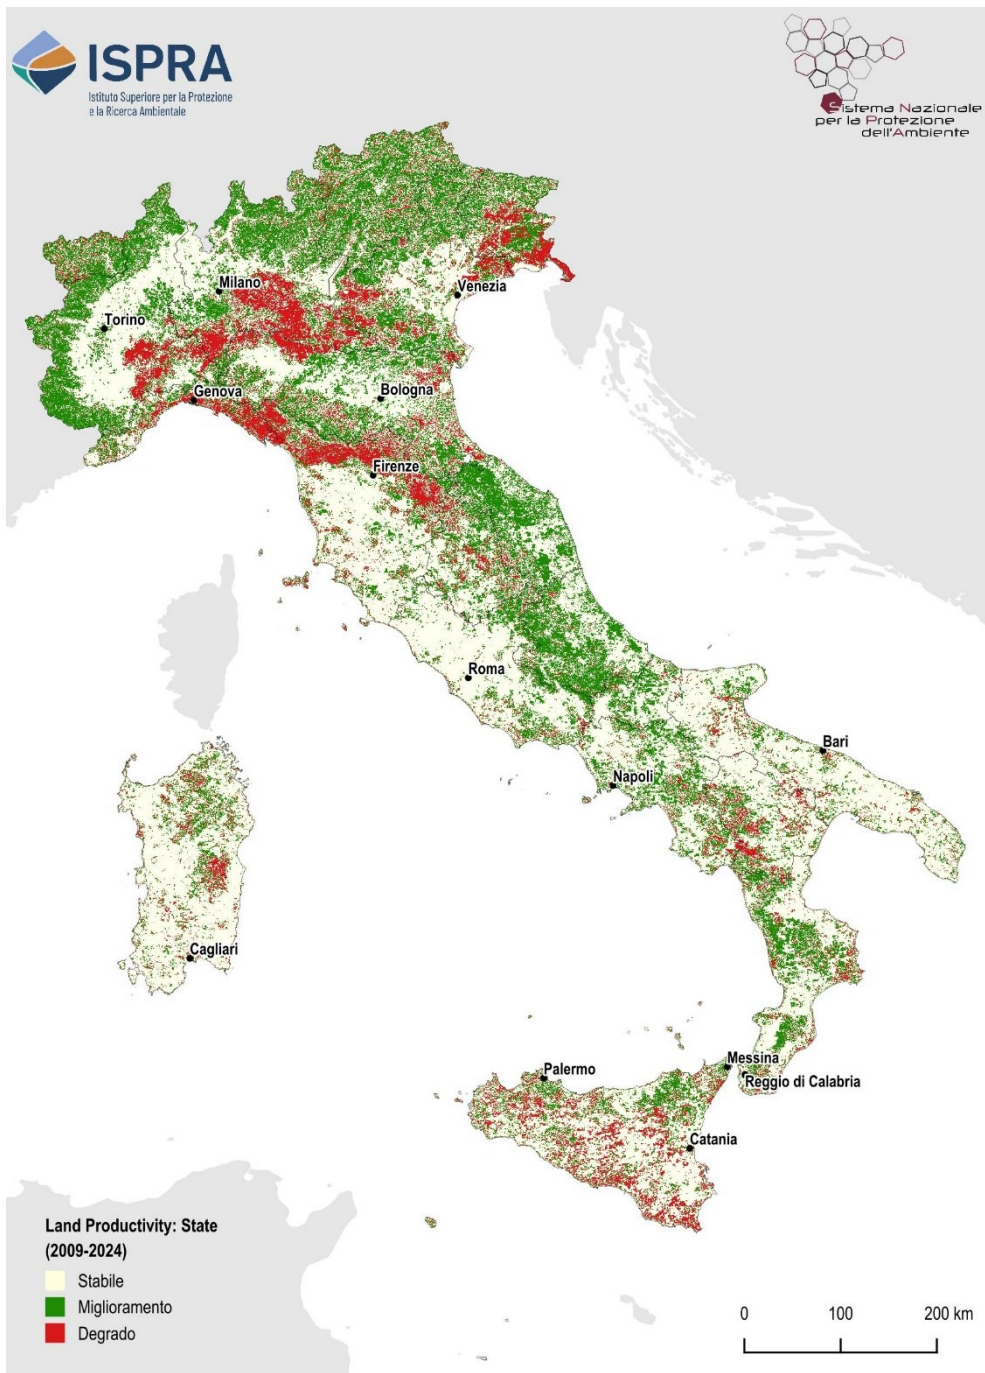 ISPRA
Istituto Superiore per la Protezione
e la Ricerca Ambientale
Sistema Nazionale
per la Protezione
dell'Ambiente
Milano
Venezia
Torino
Genova
Bologna
Firenze
Roma
Bari
Napoli
Cagliari
Messina
Palermo
Reggio di Calabria
Catania
Land Productivity: State
(2009-2024)
Stabile
Miglioramento
Degrado
0 100 200 km